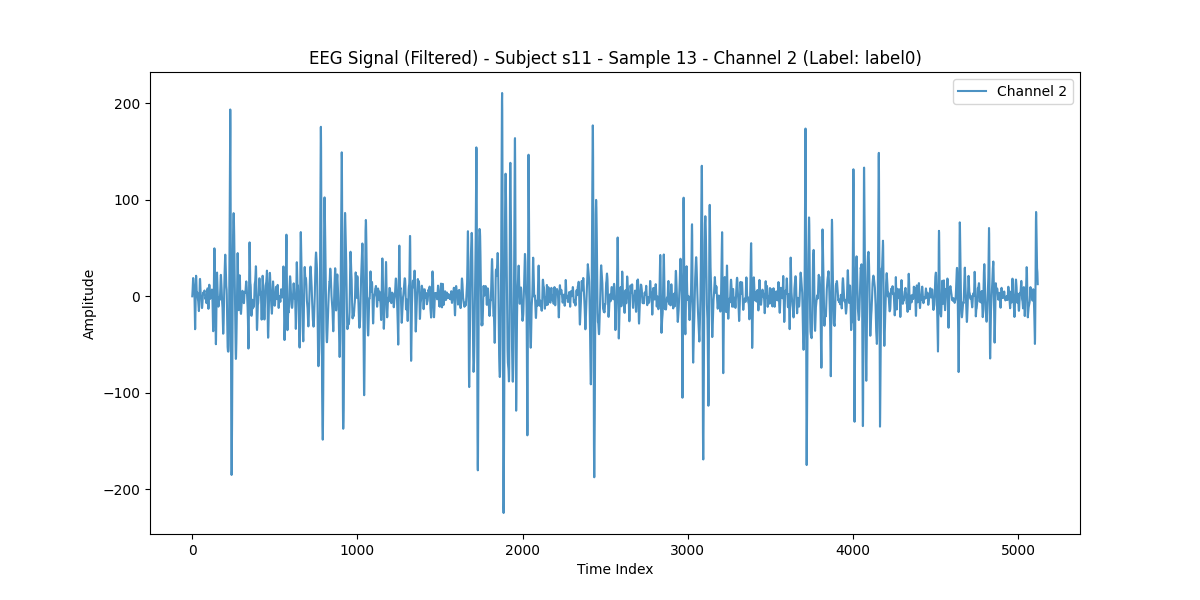 EEG Signal (Filtered) - Subject s11 - Sample 13 - Channel 2 (Label: label0)
Channel 2
200
100
0
−100
−200
Amplitude
0 1000 2000 3000 4000 5000
Time Index